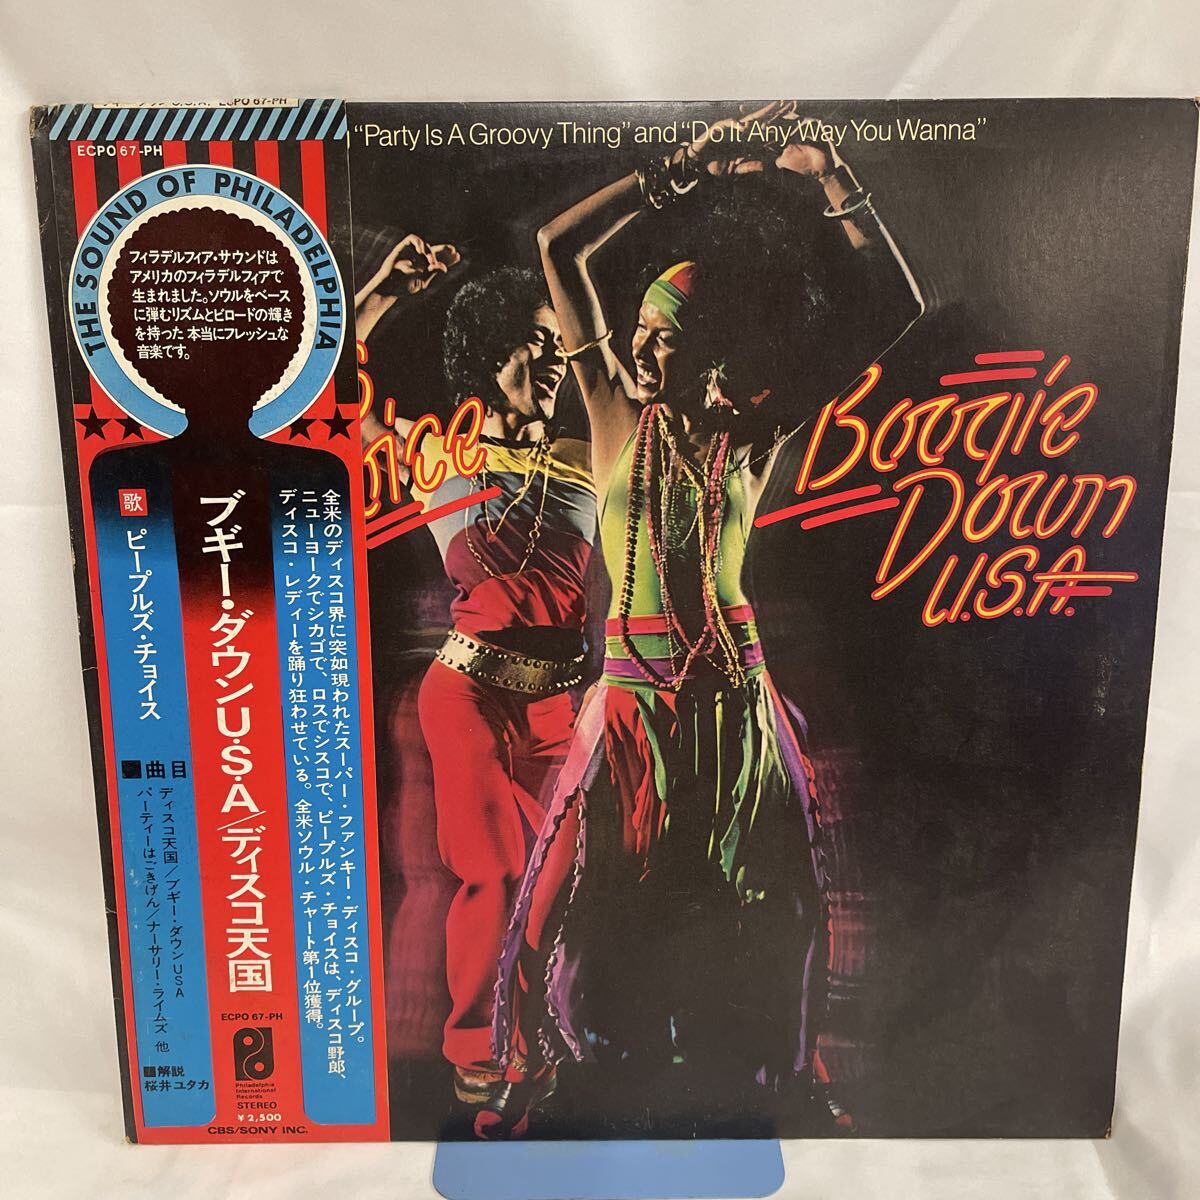 ブギー・ダウン U.S.A. ECPO 67-PH
ECPO 67-PH
THE SOUND OF PHILADELPHIA
フィラデルフィア・サウンドは
アメリカのフィラデルフィアで
生まれました。ソウルをベース
に弾むリズムとビロードの輝き
を持った 本当にフレッシュな
音楽です。
全米のディスコ界に突如現われたスーパー・ファンキー・ディスコ・グループ。
ニューヨークでシカゴで、ロスでシスコで、ピープルズ・チョイスは、ディスコ野郎、
ディスコ・レディーを踊り狂わせている。全米ソウル・チャート第1位獲得。
ブギー・ダウンU・S・A/ディスコ天国
歌 ピープルズ・チョイス
■曲目
ディスコ天国/ブギー・ダウンUSA
パーティーはごきげん/ナーサリー・ライムズ 他
解説
桜井ユタカ
ECPO 67-PH
Philadelphia
International
Records
STEREO
¥2,500
CBS/SONY INC.
"Party Is A Groovy Thing" and "Do It Any Way You Wanna"
Boogie
Down
U.S.A.